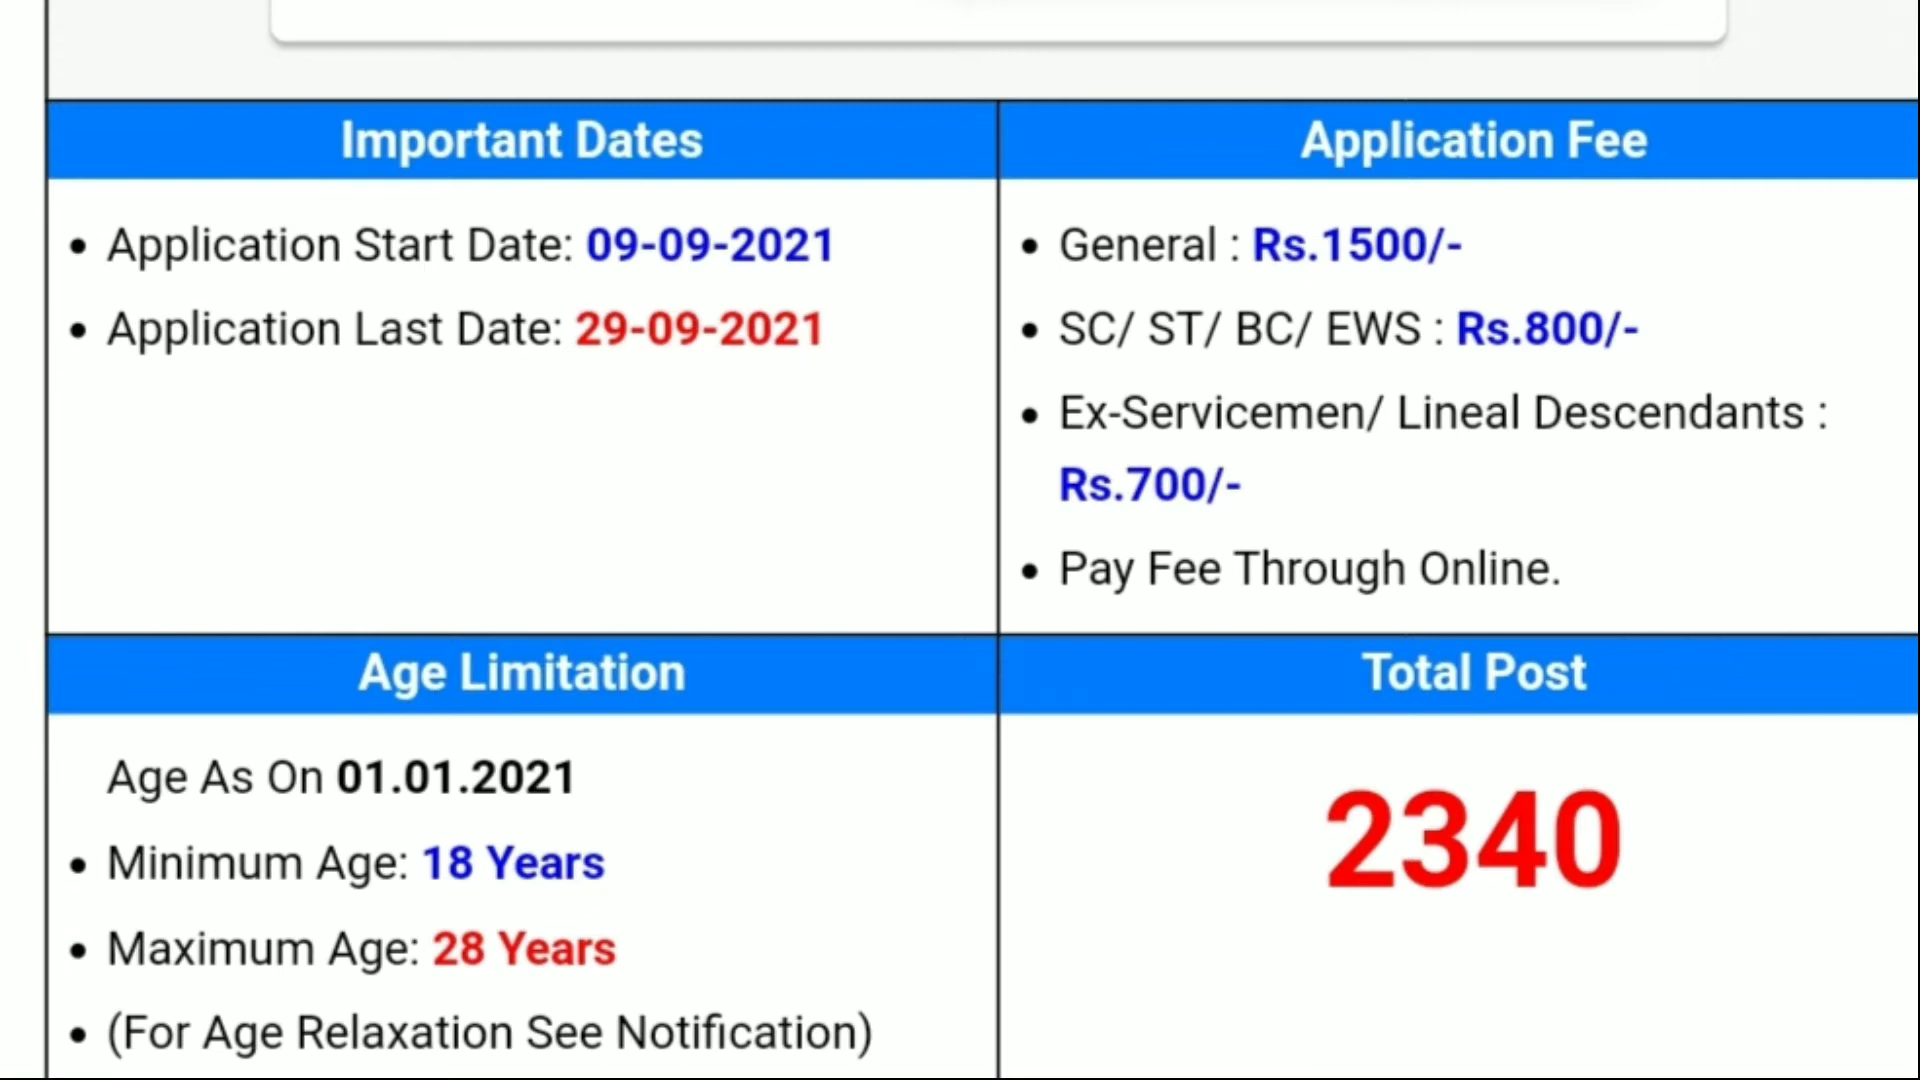 Important Dates
• Application Start Date: 09-09-2021
• Application Last Date: 29-09-2021
Application Fee
• General : Rs.1500/-
• SC/ ST/ BC/ EWS : Rs.800/-
• Ex-Servicemen/ Lineal Descendants :
Rs.700/-
• Pay Fee Through Online.
Age Limitation
Age As On 01.01.2021
• Minimum Age: 18 Years
• Maximum Age: 28 Years
• (For Age Relaxation See Notification)
Total Post
2340